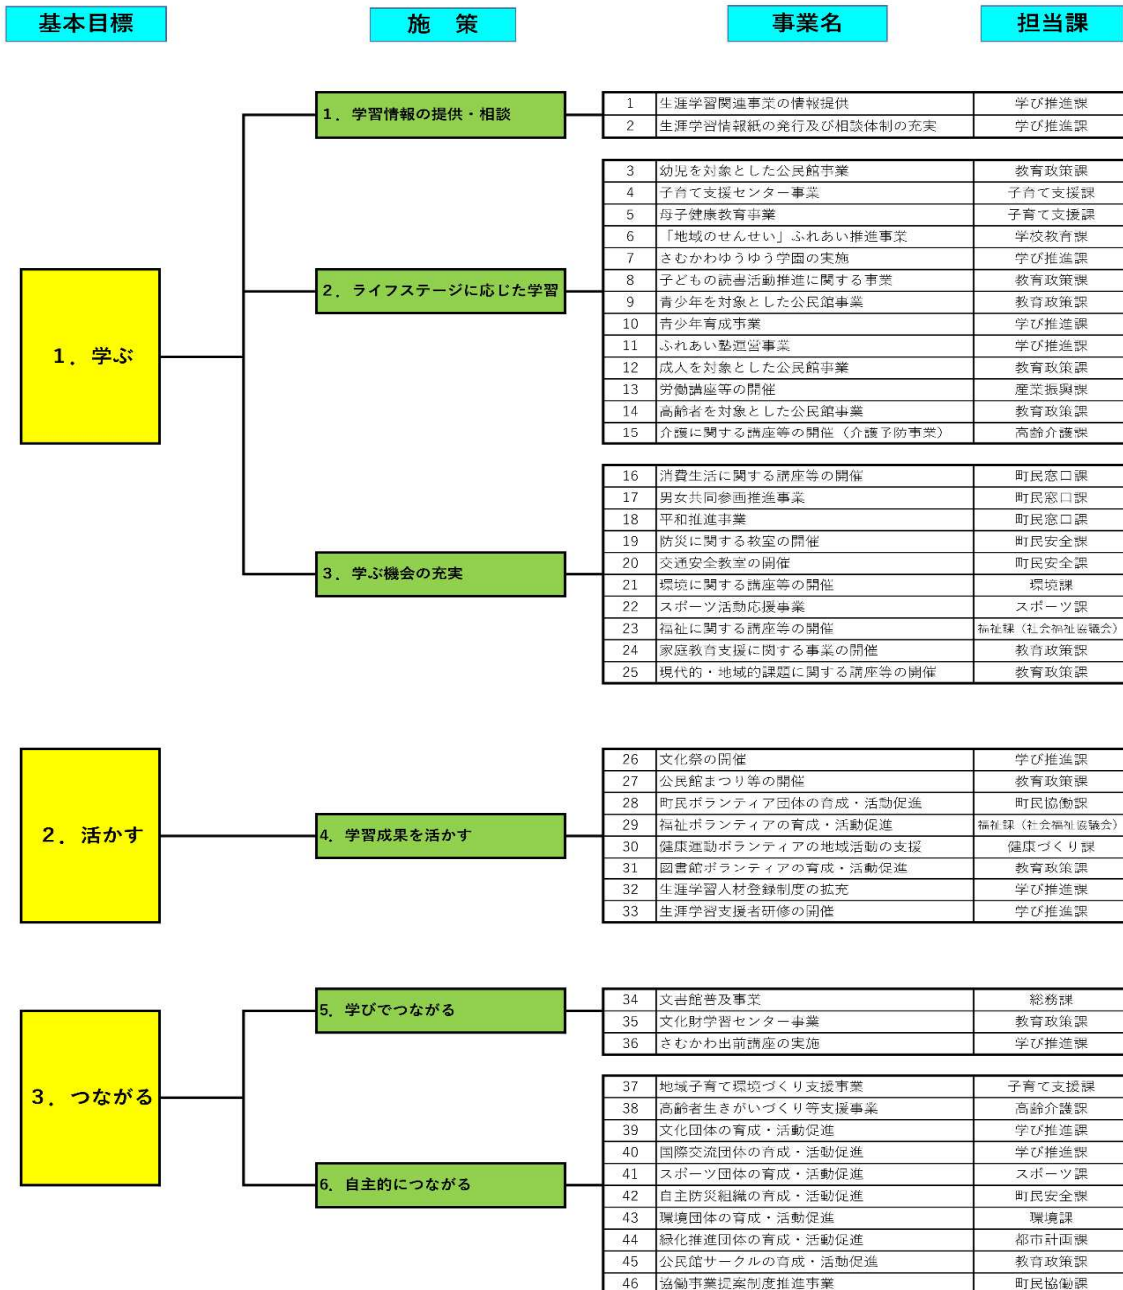 基本目標 施　策 事業名 担当課
1．学ぶ
1．学習情報の提供・相談
1 生涯学習関連事業の情報提供 学び推進課
2 生涯学習情報紙の発行及び相談体制の充実 学び推進課
2．ライフステージに応じた学習
3 幼児を対象とした公民館事業 教育政策課
4 子育て支援センター事業 子育て支援課
5 母子健康教育事業 子育て支援課
6 「地域のせんせい」ふれあい推進事業 学校教育課
7 さむかわゆうゆう学園の実施 学び推進課
8 子どもの読書活動推進に関する事業 教育政策課
9 青少年を対象とした公民館事業 教育政策課
10 青少年育成事業 学び推進課
11 ふれあい塾運営事業 学び推進課
12 成人を対象とした公民館事業 教育政策課
13 労働講座等の開催 産業振興課
14 高齢者を対象とした公民館事業 教育政策課
15 介護に関する講座等の開催（介護予防事業） 高齢介護課
3．学ぶ機会の充実
16 消費生活に関する講座等の開催 町民窓口課
17 男女共同参画推進事業 町民窓口課
18 平和推進事業 町民窓口課
19 防災に関する教室の開催 町民安全課
20 交通安全教室の開催 町民安全課
21 環境に関する講座等の開催 環境課
22 スポーツ活動応援事業 スポーツ課
23 福祉に関する講座等の開催 福祉課（社会福祉協議会）
24 家庭教育支援に関する事業の開催 教育政策課
25 現代的・地域的課題に関する講座等の開催 教育政策課
2．活かす
4．学習成果を活かす
26 文化祭の開催 学び推進課
27 公民館まつり等の開催 教育政策課
28 町民ボランティア団体の育成・活動促進 町民協働課
29 福祉ボランティアの育成・活動促進 福祉課（社会福祉協議会）
30 健康運動ボランティアの地域活動の支援 健康づくり課
31 図書館ボランティアの育成・活動促進 教育政策課
32 生涯学習人材登録制度の拡充 学び推進課
33 生涯学習支援者研修の開催 学び推進課
3．つながる
5．学びでつながる
34 文書館普及事業 総務課
35 文化財学習センター事業 教育政策課
36 さむかわ出前講座の実施 学び推進課
6．自主的につながる
37 地域子育て環境づくり支援事業 子育て支援課
38 高齢者生きがいづくり等支援事業 高齢介護課
39 文化団体の育成・活動促進 学び推進課
40 国際交流団体の育成・活動促進 学び推進課
41 スポーツ団体の育成・活動促進 スポーツ課
42 自主防災組織の育成・活動促進 町民安全課
43 環境団体の育成・活動促進 環境課
44 緑化推進団体の育成・活動促進 都市計画課
45 公民館サークルの育成・活動促進 教育政策課
46 協働事業提案制度推進事業 町民協働課